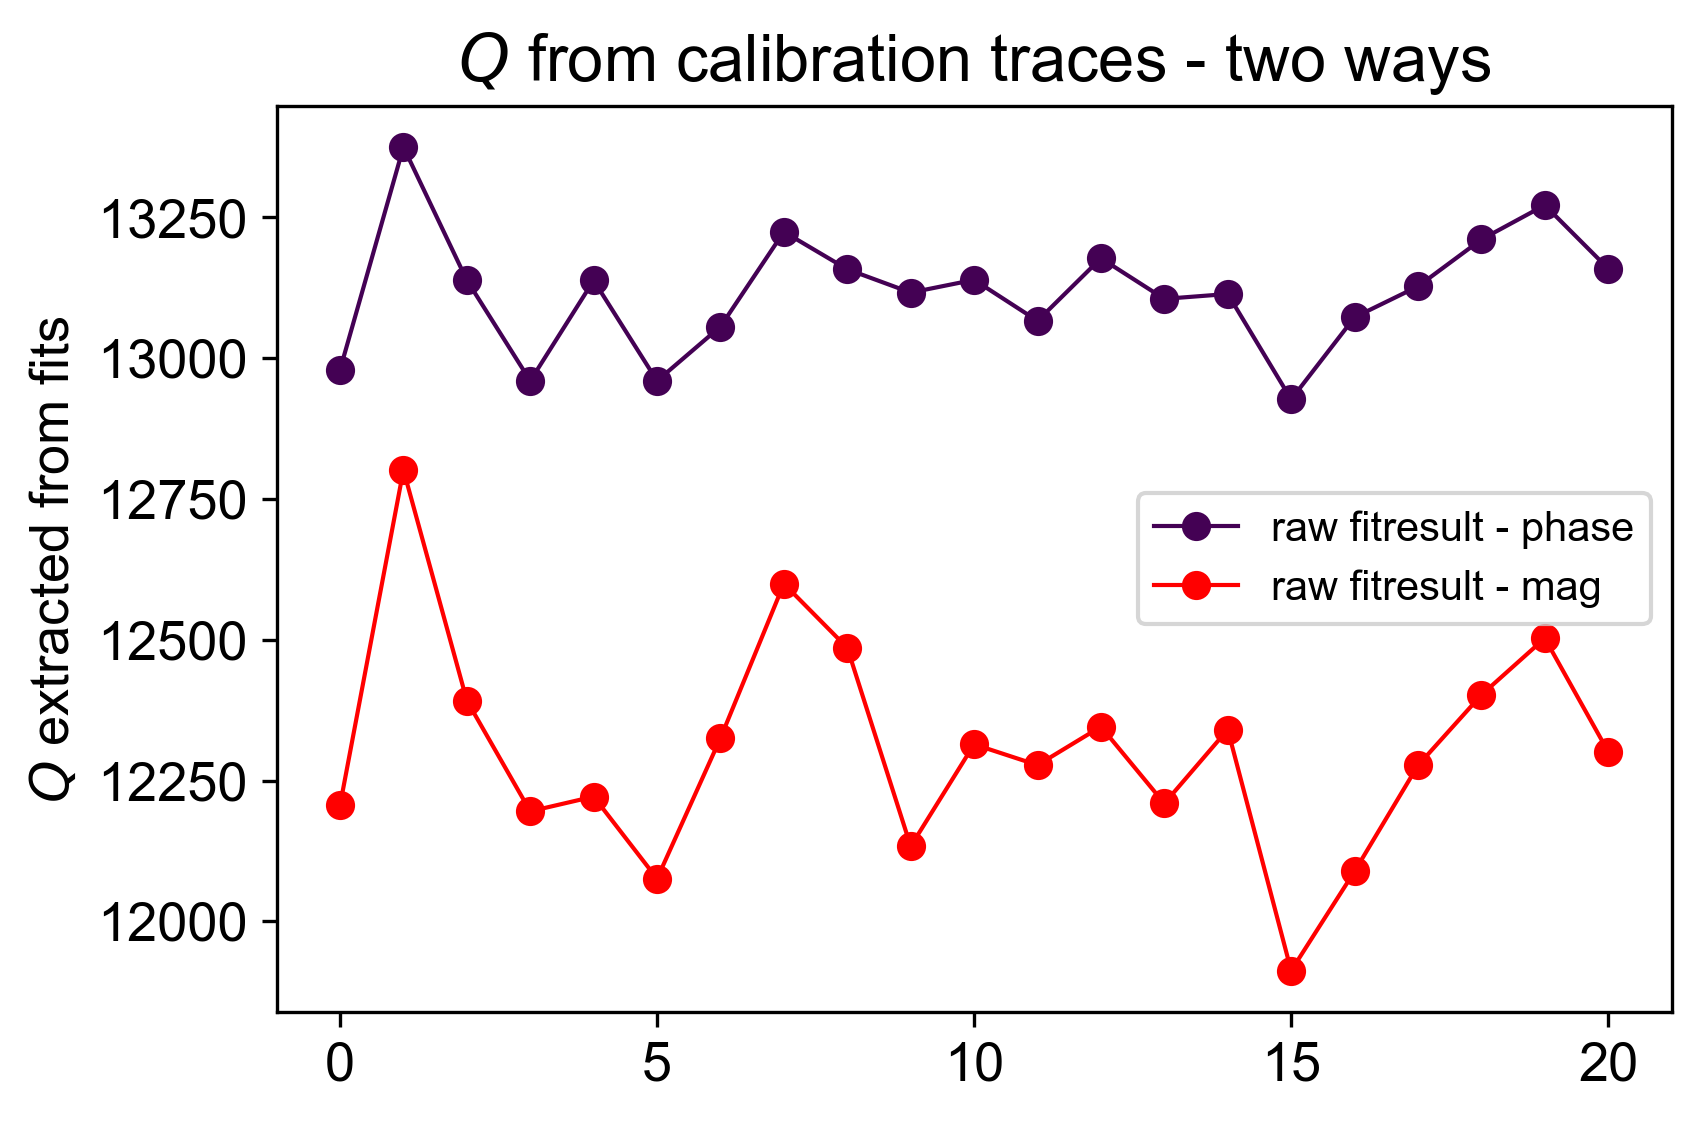 Q from calibration traces - two ways
Q extracted from fits
13250
13000
12750
12500
12250
12000
raw fitresult - phase
raw fitresult - mag
0 5 10 15 20